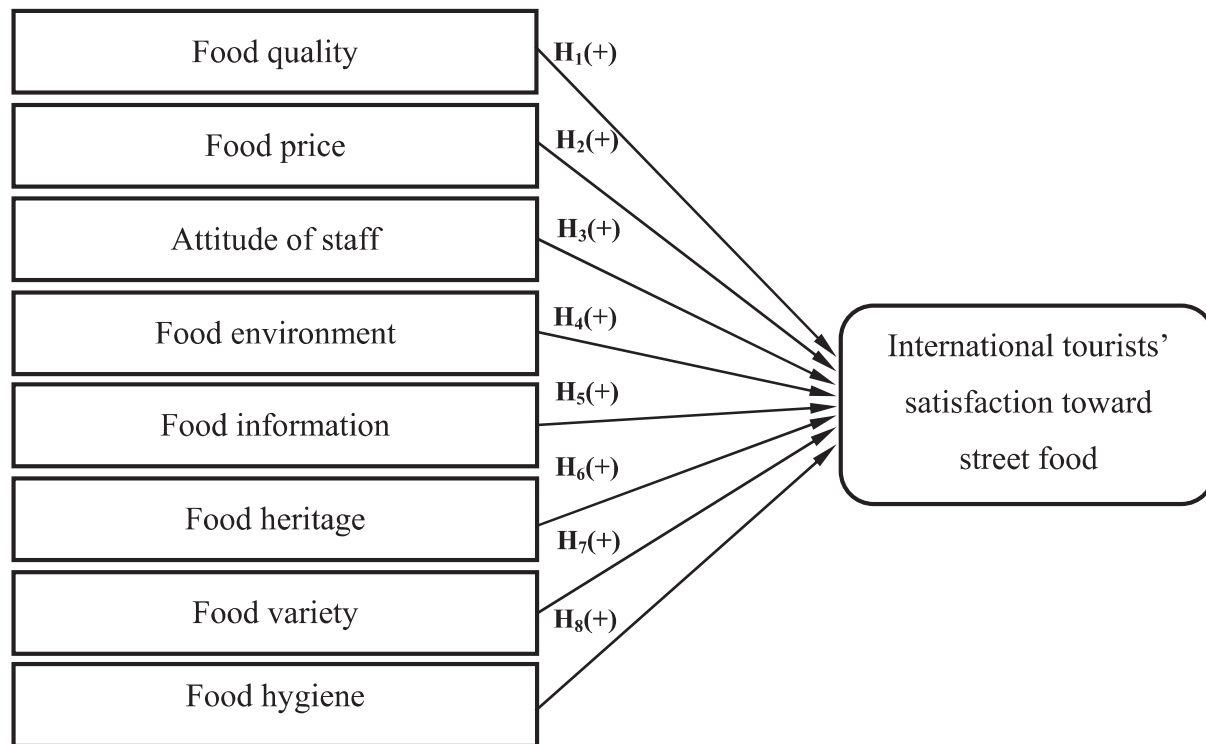 Food quality
H₁(+)
Food price
H₂(+)
Attitude of staff
H₃(+)
Food environment
H₄(+)
Food information
H₅(+)
Food heritage
H₆(+)
Food variety
H₇(+)
Food hygiene
H₈(+)
International tourists’
satisfaction toward
street food